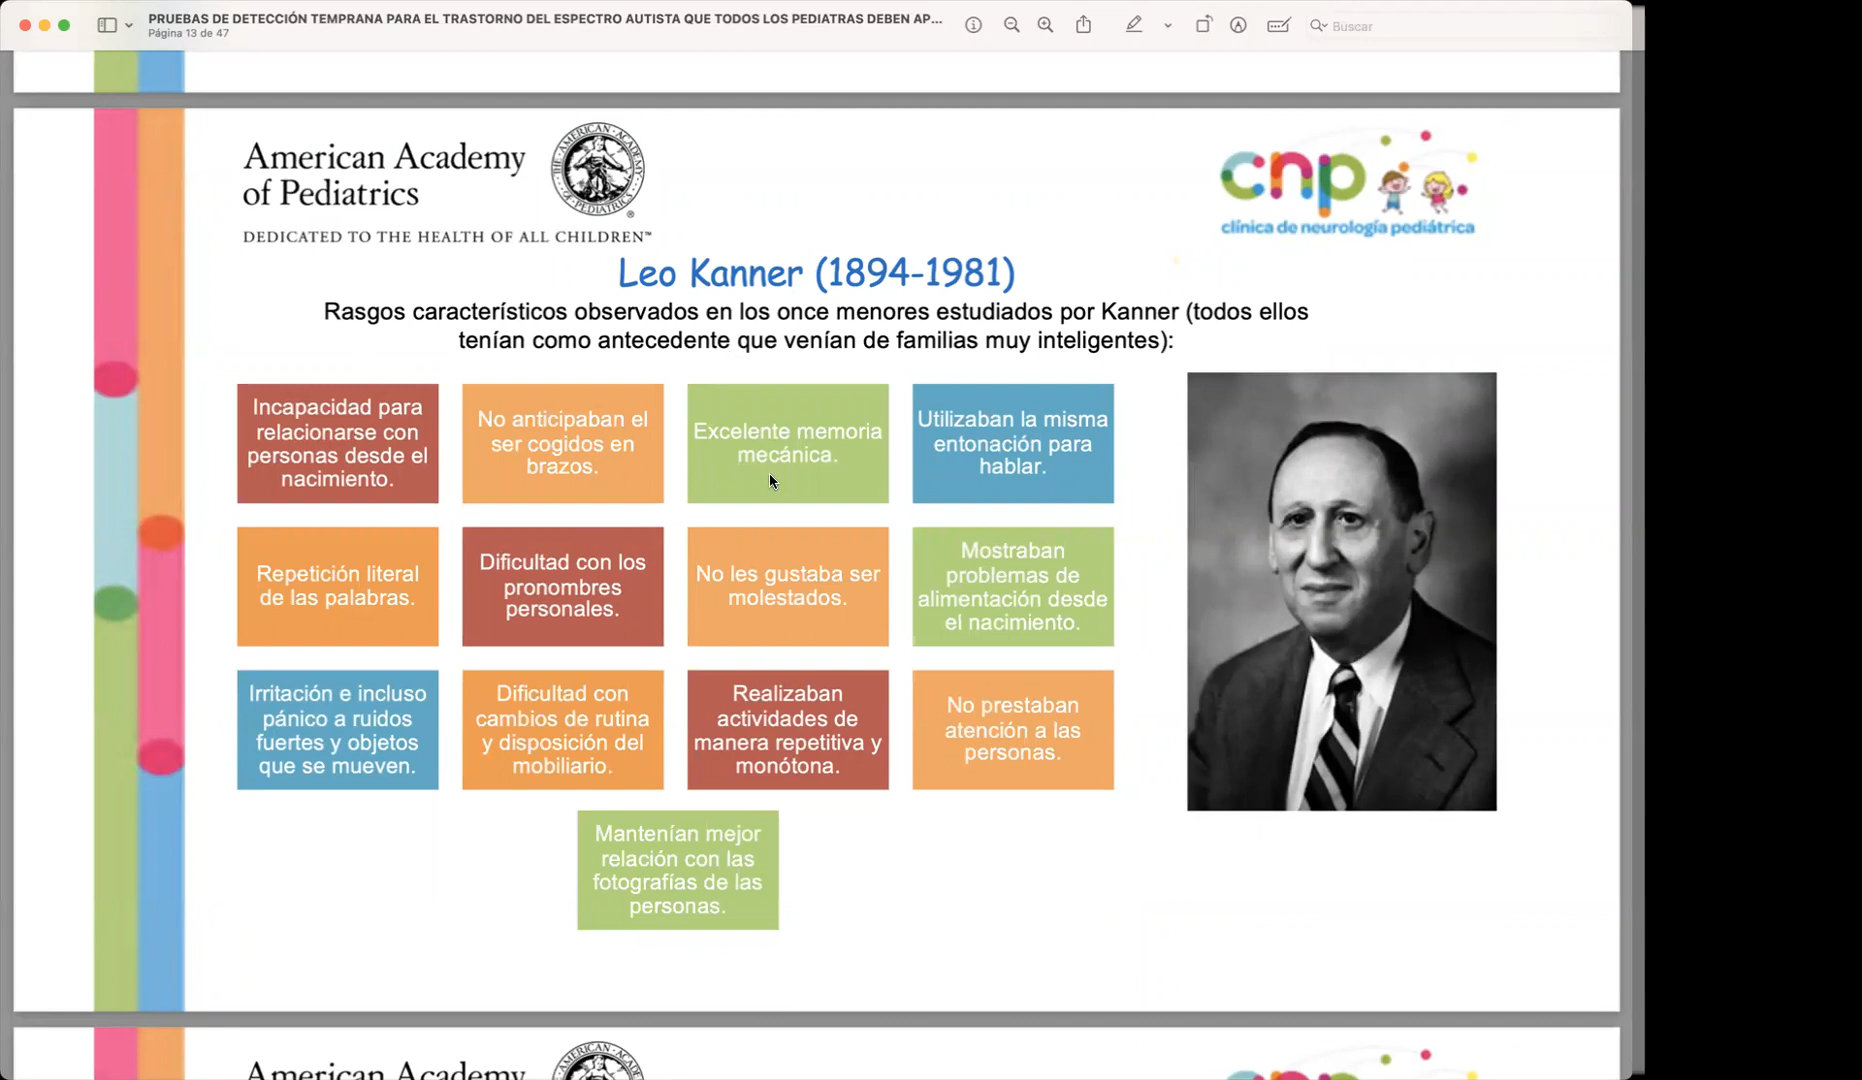 PRUEBAS DE DETECCIÓN TEMPRANA PARA EL TRASTORNO DEL ESPECTRO AUTISTA QUE TODOS LOS PEDIATRAS DEBEN AP...
Página 13 de 47
Buscar
American Academy
of Pediatrics
DEDICATED TO THE HEALTH OF ALL CHILDREN™
cnp
clínica de neurología pediátrica
Leo Kanner (1894-1981)
Rasgos característicos observados en los once menores estudiados por Kanner (todos ellos
tenían como antecedente que venían de familias muy inteligentes):
Incapacidad para
relacionarse con
personas desde el
nacimiento.
No anticipaban el
ser cogidos en
brazos.
Excelente memoria
mecánica.
Utilizaban la misma
entonación para
hablar.
Repetición literal
de las palabras.
Dificultad con los
pronombres
personales.
No les gustaba ser
molestados.
Mostraban
problemas de
alimentación desde
el nacimiento.
Irritación e incluso
pánico a ruidos
fuertes y objetos
que se mueven.
Dificultad con
cambios de rutina
y disposición del
mobiliario.
Realizaban
actividades de
manera repetitiva y
monótona.
No prestaban
atención a las
personas.
Mantenían mejor
relación con las
fotografías de las
personas.
American Academy